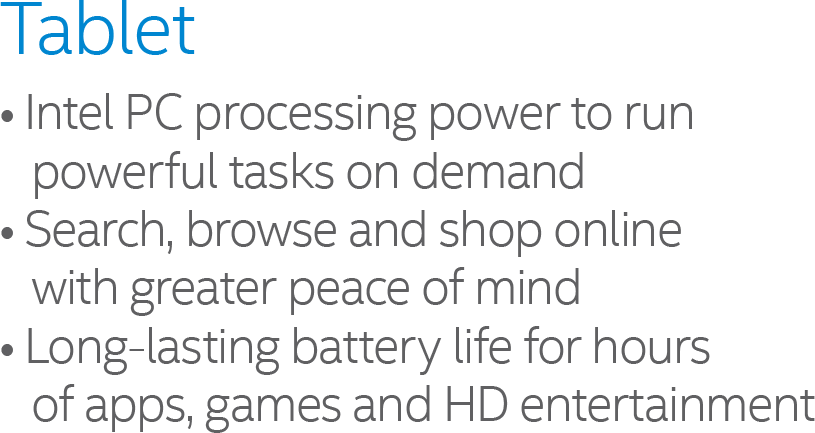 Tablet
• Intel PC processing power to run
powerful tasks on demand
• Search, browse and shop online
with greater peace of mind
• Long-lasting battery life for hours
of apps, games and HD entertainment